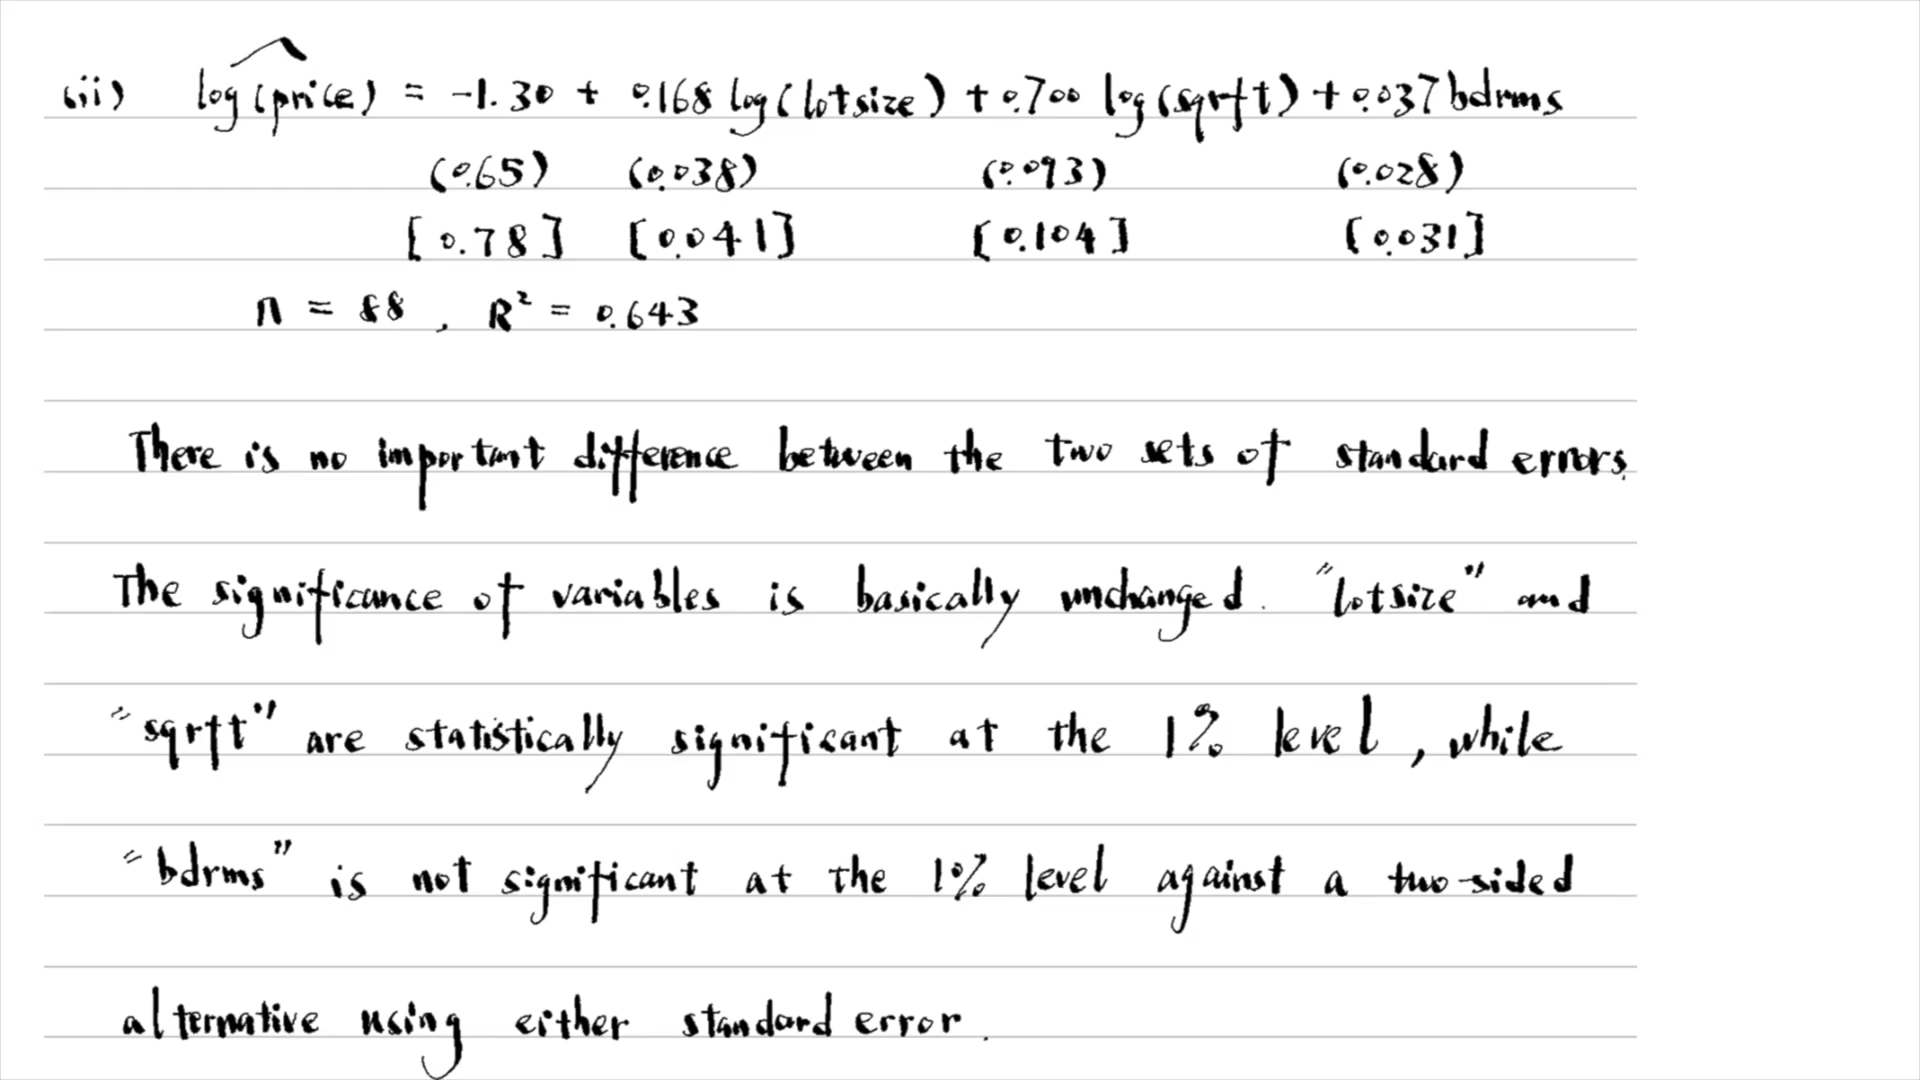 (ii) log(price) = -1.30 + 0.168 log(lotsize) + 0.700 log(sqrft) + 0.037 bdrms
(0.65) (0.038) (0.093) (0.028)
[0.78] [0.041] [0.104] [0.031]
n = 88, R² = 0.643
There is no important difference between the two sets of standard errors.
The significance of variables is basically unchanged. "lotsize" and
"sqrft" are statistically significant at the 1% level, while
"bdrms" is not significant at the 1% level against a two-sided
alternative using either standard error.